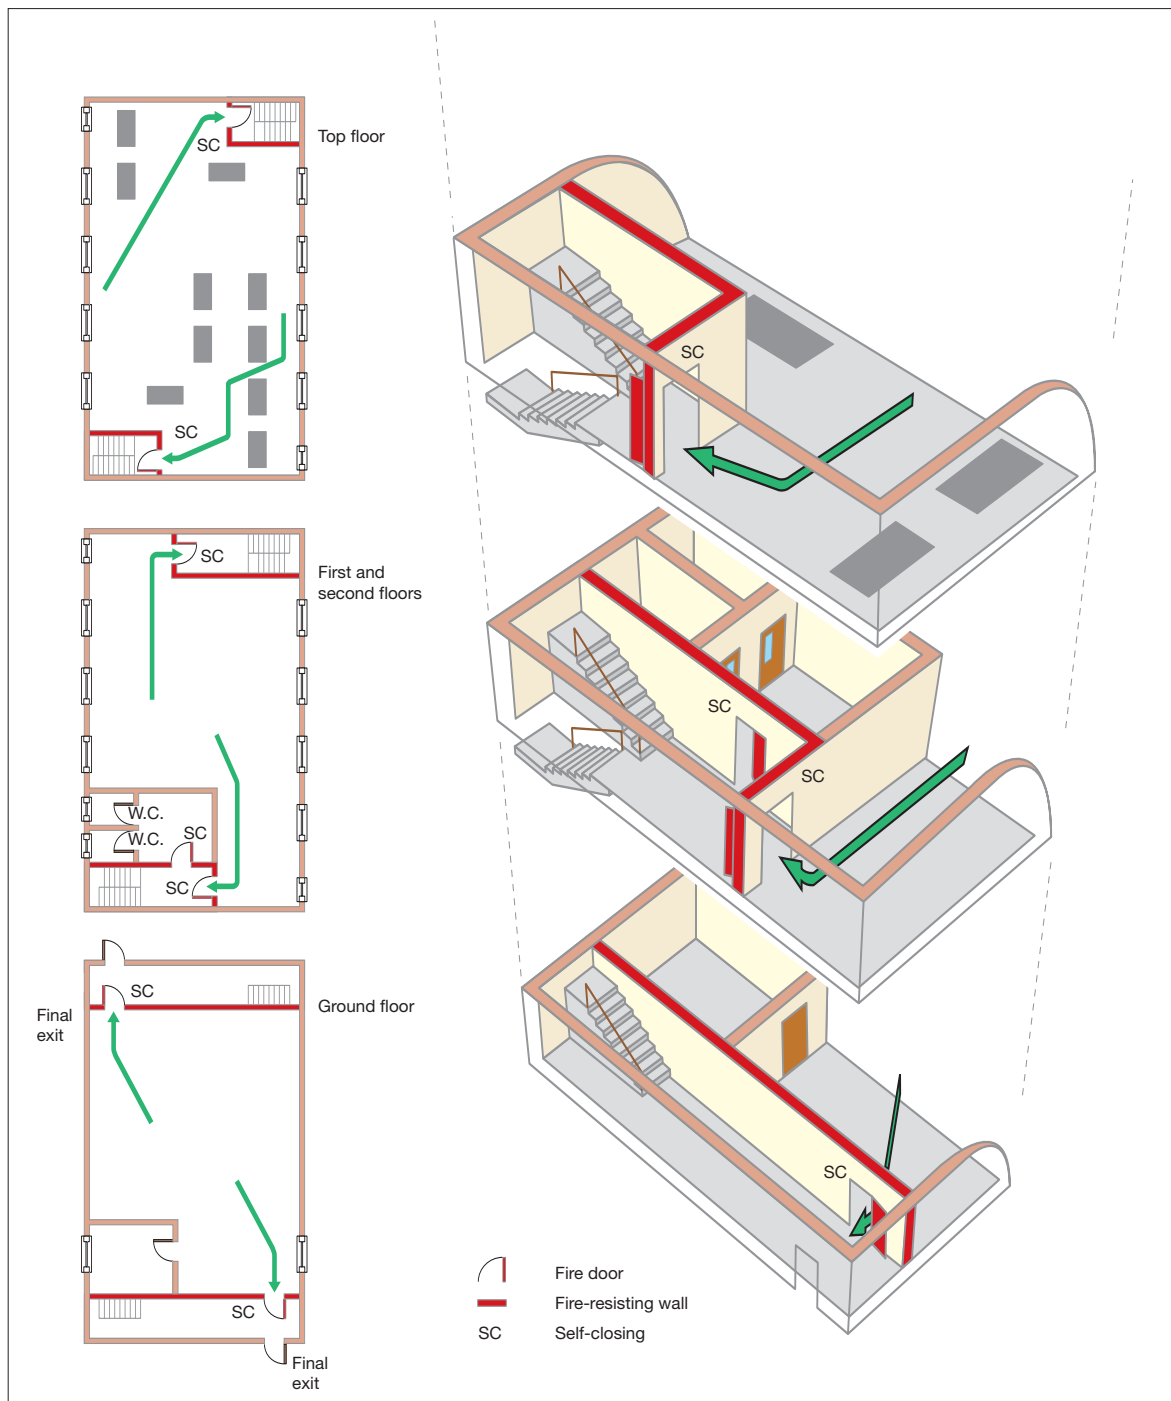 Top floor
SC
SC
SC
First and
second floors
W.C.
W.C.
SC
SC
SC
Final
exit
Ground floor
SC
Final
exit
SC
SC
SC
SC
Fire door
Fire-resisting wall
SC
Self-closing